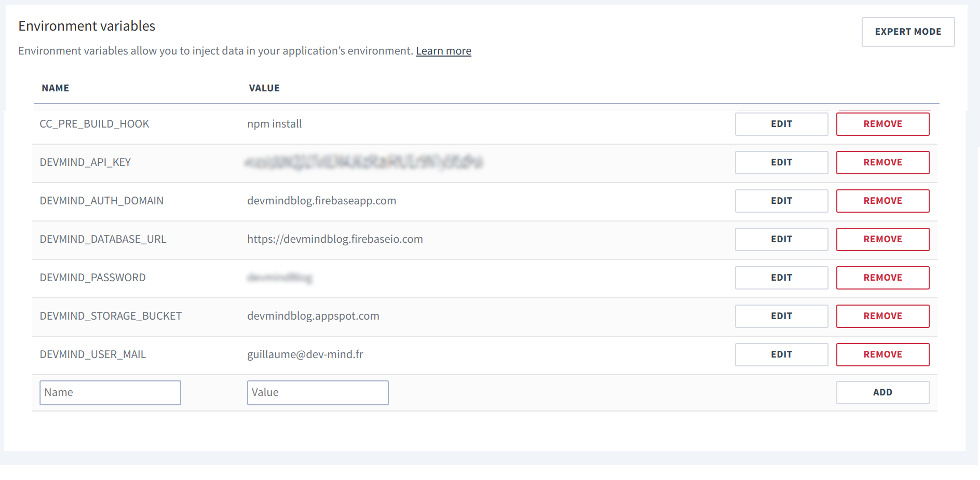 Environment variables
EXPERT MODE
Environment variables allow you to inject data in your application's environment. Learn more
NAME VALUE
CC_PRE_BUILD_HOOK npm install EDIT REMOVE
DEVMIND_API_KEY EDIT REMOVE
DEVMIND_AUTH_DOMAIN devmindblog.firebaseapp.com EDIT REMOVE
DEVMIND_DATABASE_URL https://devmindblog.firebaseio.com EDIT REMOVE
DEVMIND_PASSWORD EDIT REMOVE
DEVMIND_STORAGE_BUCKET devmindblog.appspot.com EDIT REMOVE
DEVMIND_USER_MAIL guillaume@dev-mind.fr EDIT REMOVE
Name Value ADD